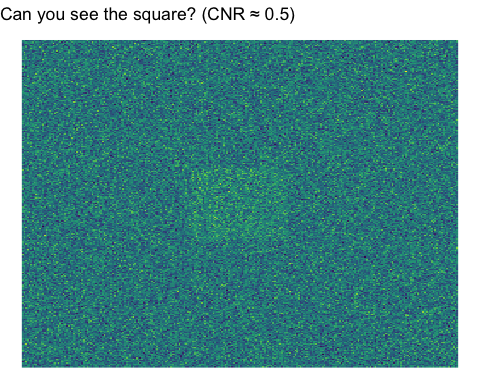 Can you see the square? (CNR ≈ 0.5)